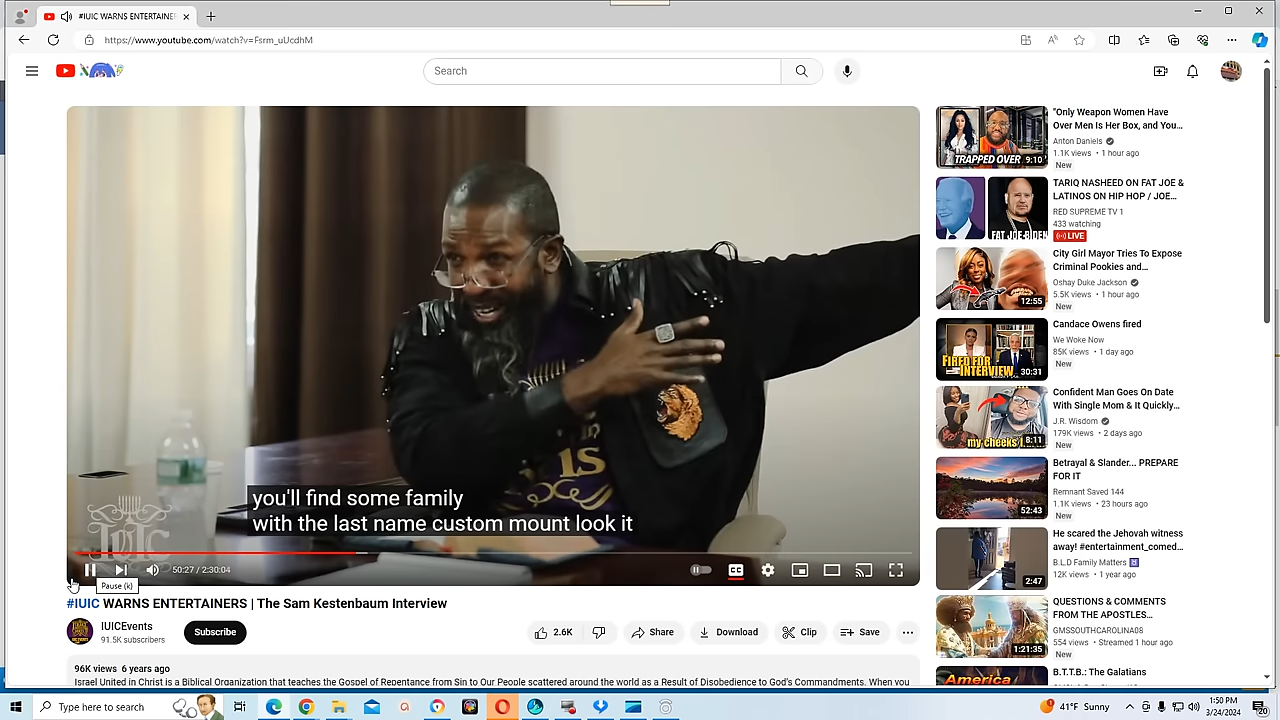 #IUIC WARNS ENTERTAINER
https://www.youtube.com/watch?v=Fsrm_uUcdhM
Search
you'll find some family
with the last name custom mount look it
IUIC
50:27 / 2:30:04
CC
Pause (k)
#IUIC WARNS ENTERTAINERS | The Sam Kestenbaum Interview
IUICEvents
91.5K subscribers
Subscribe
2.6K
Share
Download
Clip
Save
96K views 6 years ago
Israel United in Christ is a Biblical Organization that teaches the Gospel of Repentance from Sin to Our People scattered around the world as a Result of Disobedience to God's Commandments. When you
"Only Weapon Women Have
Over Men Is Her Box, and You...
Anton Daniels
1.1K views • 1 hour ago
New
TRAPPED OVER
9:10
TARIQ NASHEED ON FAT JOE &
LATINOS ON HIP HOP / JOE...
RED SUPREME TV 1
433 watching
LIVE
FAT JOE-BIDEN
City Girl Mayor Tries To Expose
Criminal Pookies and...
Oshay Duke Jackson
5.5K views • 1 hour ago
New
12:55
Candace Owens fired
We Woke Now
85K views • 1 day ago
New
FIRED FOR
INTERVIEW
30:31
Confident Man Goes On Date
With Single Mom & It Quickly...
J.R. Wisdom
179K views • 2 days ago
New
my cheeks
8:11
Betrayal & Slander... PREPARE
FOR IT
Remnant Saved 144
1.1K views • 23 hours ago
New
52:43
He scared the Jehovah witness
away! #entertainment_comed...
B.L.D Family Matters
12K views • 1 year ago
2:47
QUESTIONS & COMMENTS
FROM THE APOSTLES...
GMSSOUTHCAROLINA08
554 views • Streamed 1 hour ago
New
1:21:35
B.T.T.B.: The Galatians
America
Type here to search
41°F Sunny
1:50 PM
3/24/2024
20